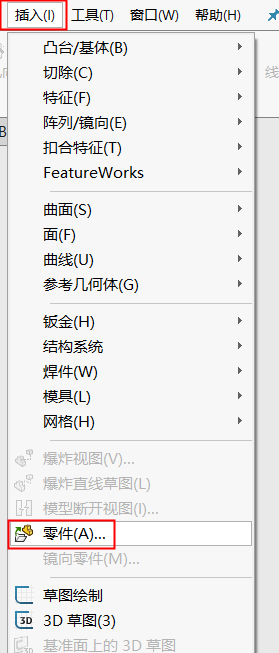 插入(I) 工具(T) 窗口(W) 帮助(H)
凸台/基体(B)
切除(C)
特征(F)
阵列/镜向(E)
扣合特征(T)
FeatureWorks
曲面(S)
面(F)
曲线(U)
参考几何体(G)
钣金(H)
结构系统
焊件(W)
模具(L)
网格(H)
爆炸视图(V)...
爆炸直线草图(L)
模型断开视图(I)...
零件(A)...
镜向零件(M)...
草图绘制
3D 3D 草图(3)
3D 基准面上的 3D 草图
线
B